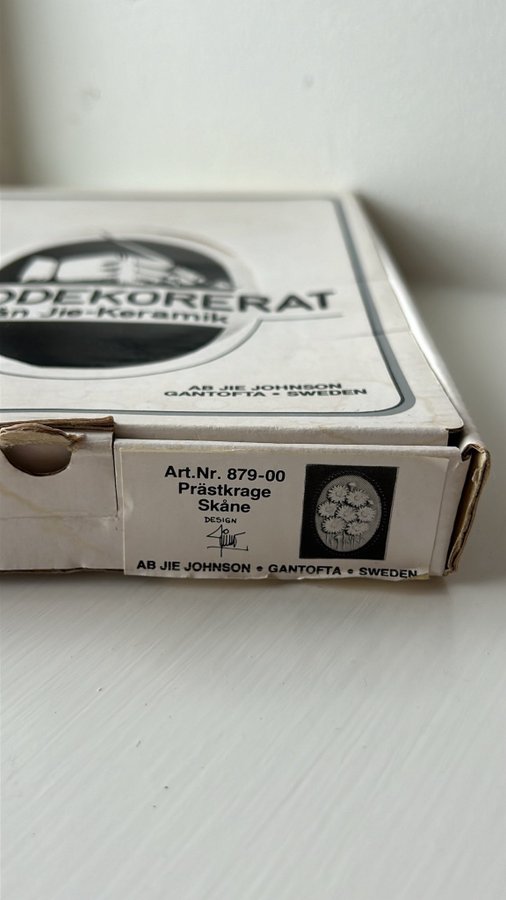 ODEKORERAT
ån Jie-Keramik
AB JIE JOHNSON
GANTOFTA • SWEDEN
Art.Nr. 879-00
Prästkrage
Skåne
DESIGN
AB JIE JOHNSON • GANTOFTA • SWEDEN